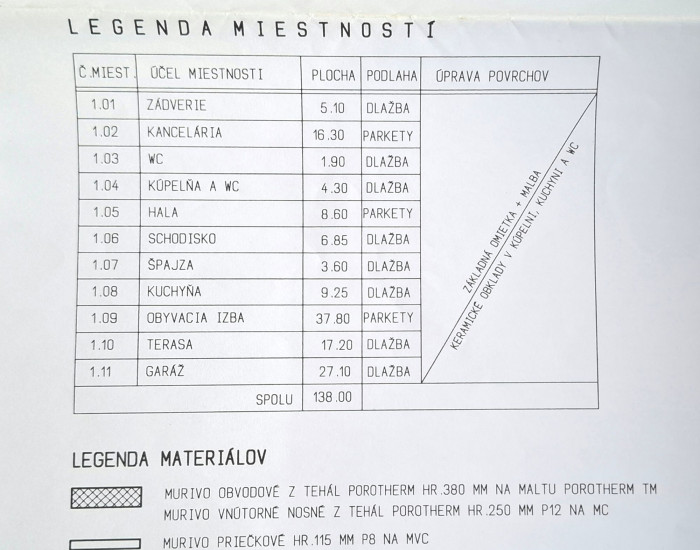 LEGENDA MIESTNOSTÍ
Č.MIEST. ÚČEL MIESTNOSTI PLOCHA PODLAHA ÚPRAVA POVRCHOV
1.01 ZÁDVERIE 5.10 DLAŽBA
1.02 KANCELÁRIA 16.30 PARKETY
1.03 WC 1.90 DLAŽBA
1.04 KÚPEĽŇA A WC 4.30 DLAŽBA
1.05 HALA 8.60 PARKETY
1.06 SCHODISKO 6.85 DLAŽBA
1.07 ŠPAJZA 3.60 DLAŽBA
1.08 KUCHYŇA 9.25 DLAŽBA
1.09 OBYVACIA IZBA 37.80 PARKETY
1.10 TERASA 17.20 DLAŽBA
1.11 GARÁŽ 27.10 DLAŽBA
SPOLU 138.00
ZÁKLADNÁ OMIETKA + MALBA
KERAMICKÉ OBKLADY V KÚPELNI, KUCHYNI A WC
LEGENDA MATERIÁLOV
MURIVO OBVODOVÉ Z TEHÁL POROTHERM HR.380 MM NA MALTU POROTHERM TM
MURIVO VNÚTORNÉ NOSNÉ Z TEHÁL POROTHERM HR.250 MM P12 NA MC
MURIVO PRIEČKOVÉ HR.115 MM P8 NA MVC